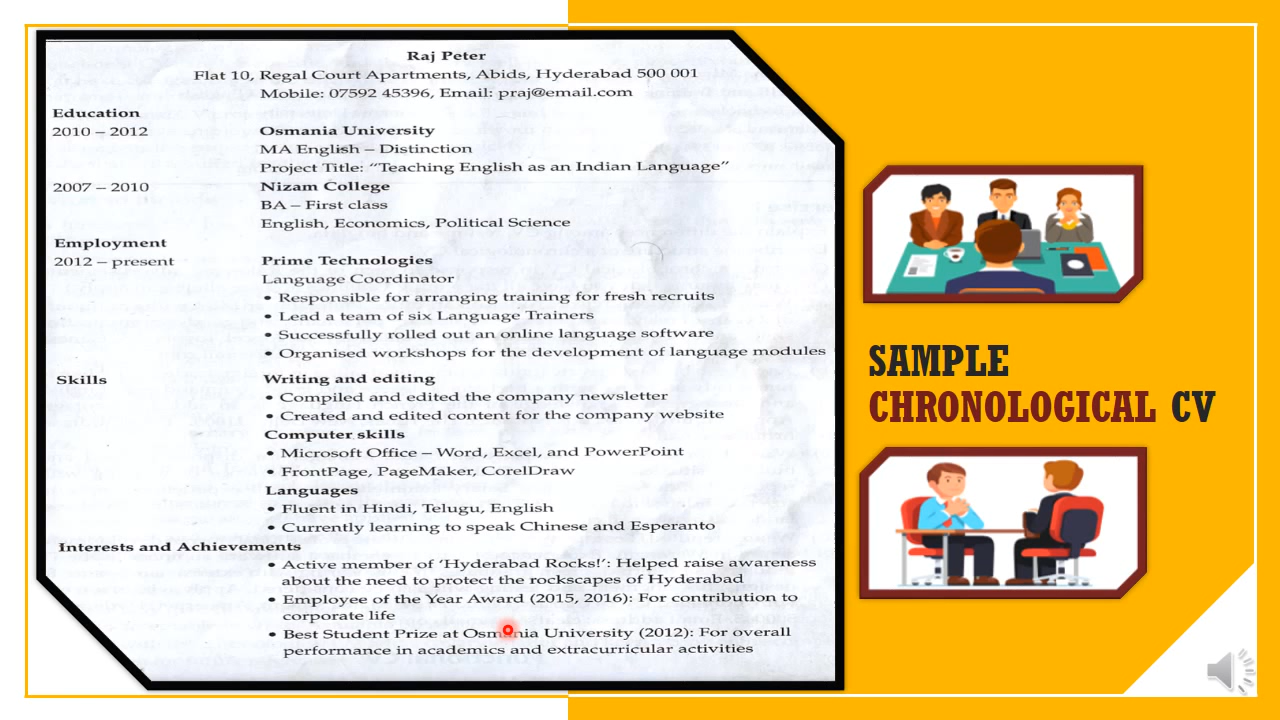 Raj Peter
Flat 10, Regal Court Apartments, Abids, Hyderabad 500 001
Mobile: 07592 45396, Email: praj@email.com
Education
2010 – 2012 Osmania University
MA English – Distinction
Project Title: “Teaching English as an Indian Language”
2007 – 2010 Nizam College
BA – First class
English, Economics, Political Science
Employment
2012 – present Prime Technologies
Language Coordinator
• Responsible for arranging training for fresh recruits
• Lead a team of six Language Trainers
• Successfully rolled out an online language software
• Organised workshops for the development of language modules
Skills Writing and editing
• Compiled and edited the company newsletter
• Created and edited content for the company website
Computer skills
• Microsoft Office – Word, Excel, and PowerPoint
• FrontPage, PageMaker, CorelDraw
Languages
• Fluent in Hindi, Telugu, English
• Currently learning to speak Chinese and Esperanto
Interests and Achievements
• Active member of ‘Hyderabad Rocks!’: Helped raise awareness
about the need to protect the rockscapes of Hyderabad
• Employee of the Year Award (2015, 2016): For contribution to
corporate life
• Best Student Prize at Osmania University (2012): For overall
performance in academics and extracurricular activities
SAMPLE
CHRONOLOGICAL CV